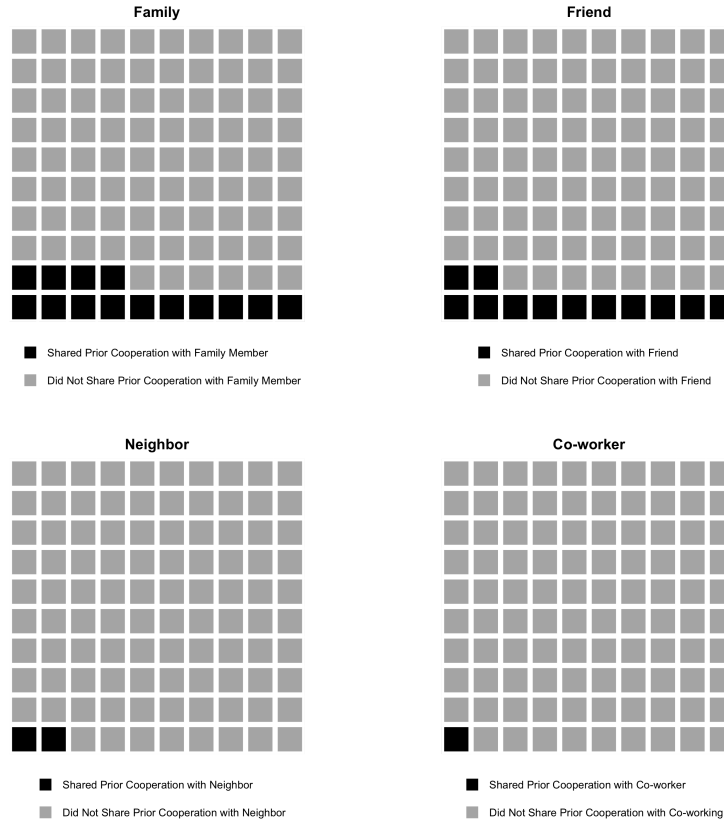 Family
Friend
Shared Prior Cooperation with Family Member
Did Not Share Prior Cooperation with Family Member
Shared Prior Cooperation with Friend
Did Not Share Prior Cooperation with Friend
Neighbor
Co-worker
Shared Prior Cooperation with Neighbor
Did Not Share Prior Cooperation with Neighbor
Shared Prior Cooperation with Co-worker
Did Not Share Prior Cooperation with Co-working